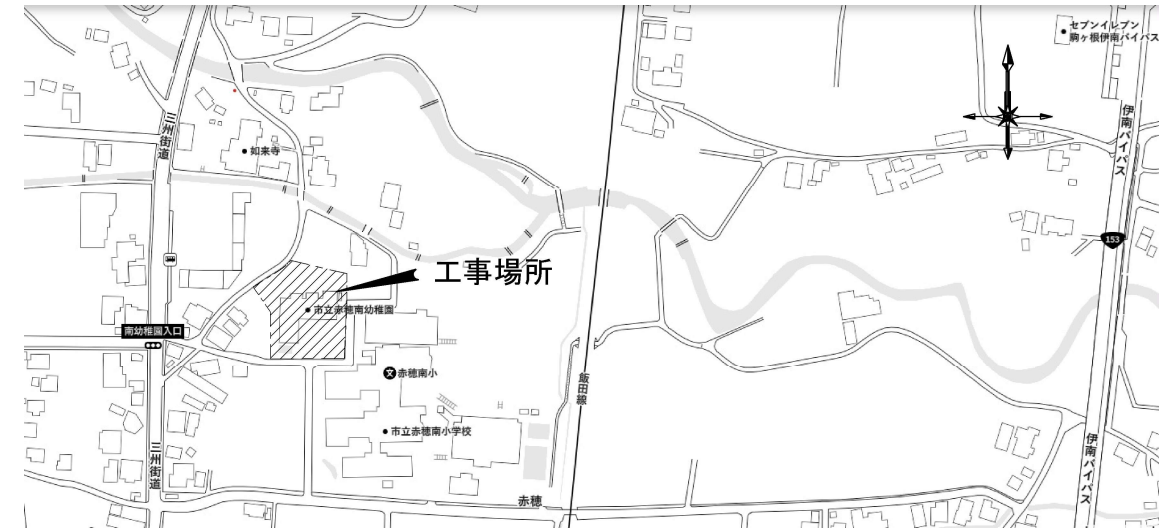 セブンイレブン
駒ヶ根伊南バイパス
三州街道
如来寺
伊南バイパス
153
工事場所
市立赤穂南幼稚園
南幼稚園入口
文
赤穂南小
飯田線
市立赤穂南小学校
三州街道
伊南バイパス
赤穂